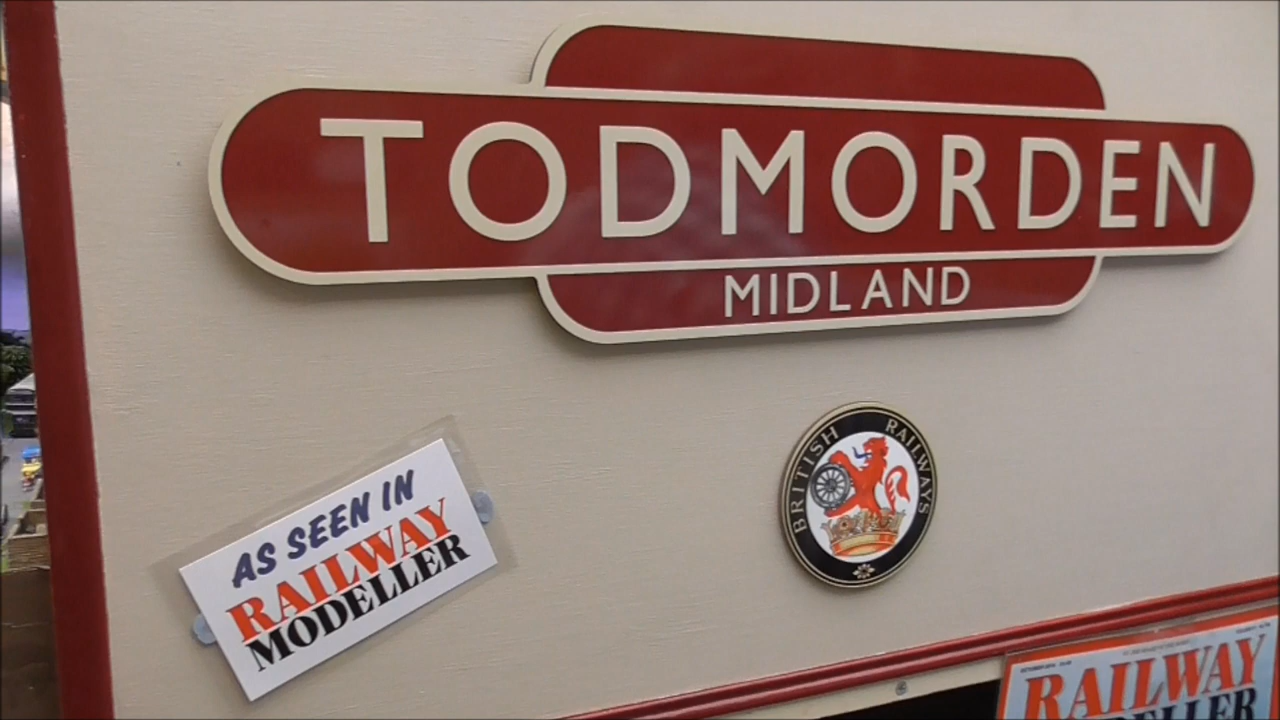 TODMORDEN
MIDLAND
BRITISH RAILWAYS
AS SEEN IN
RAILWAY
MODELLER
RAILWAY